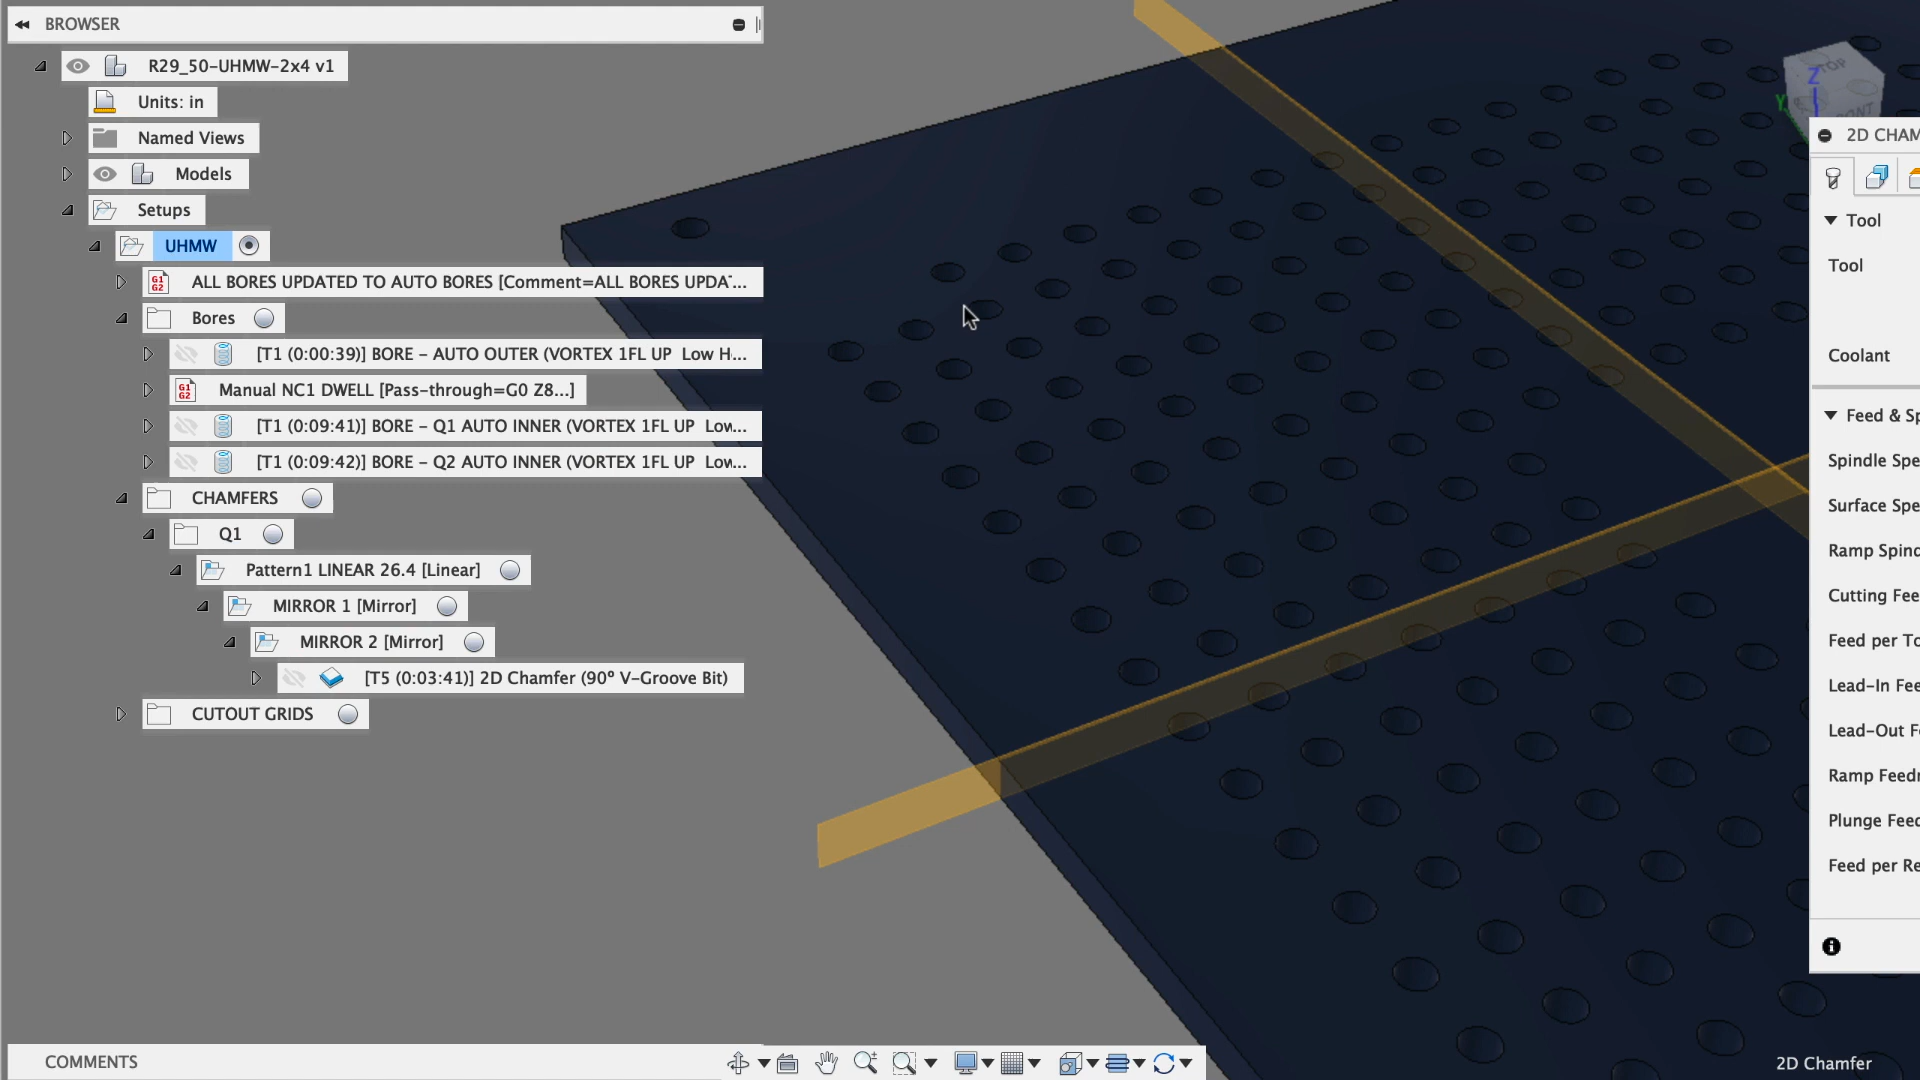 BROWSER
R29_50-UHMW-2x4 v1
Units: in
Named Views
Models
Setups
UHMW
ALL BORES UPDATED TO AUTO BORES [Comment=ALL BORES UPDAT...
Bores
[T1 (0:00:39)] BORE - AUTO OUTER (VORTEX 1FL UP Low H...
Manual NC1 DWELL [Pass-through=G0 Z8...]
[T1 (0:09:41)] BORE - Q1 AUTO INNER (VORTEX 1FL UP Low...
[T1 (0:09:42)] BORE - Q2 AUTO INNER (VORTEX 1FL UP Low...
CHAMFERS
Q1
Pattern1 LINEAR 26.4 [Linear]
MIRROR 1 [Mirror]
MIRROR 2 [Mirror]
[T5 (0:03:41)] 2D Chamfer (90º V-Groove Bit)
CUTOUT GRIDS
COMMENTS
TOP
Z
Y
2D CHAM
Tool
Tool
Coolant
Feed & Sp
Spindle Spe
Surface Spe
Ramp Spind
Cutting Fee
Feed per To
Lead-In Fee
Lead-Out F
Ramp Feedr
Plunge Feed
Feed per Re
2D Chamfer